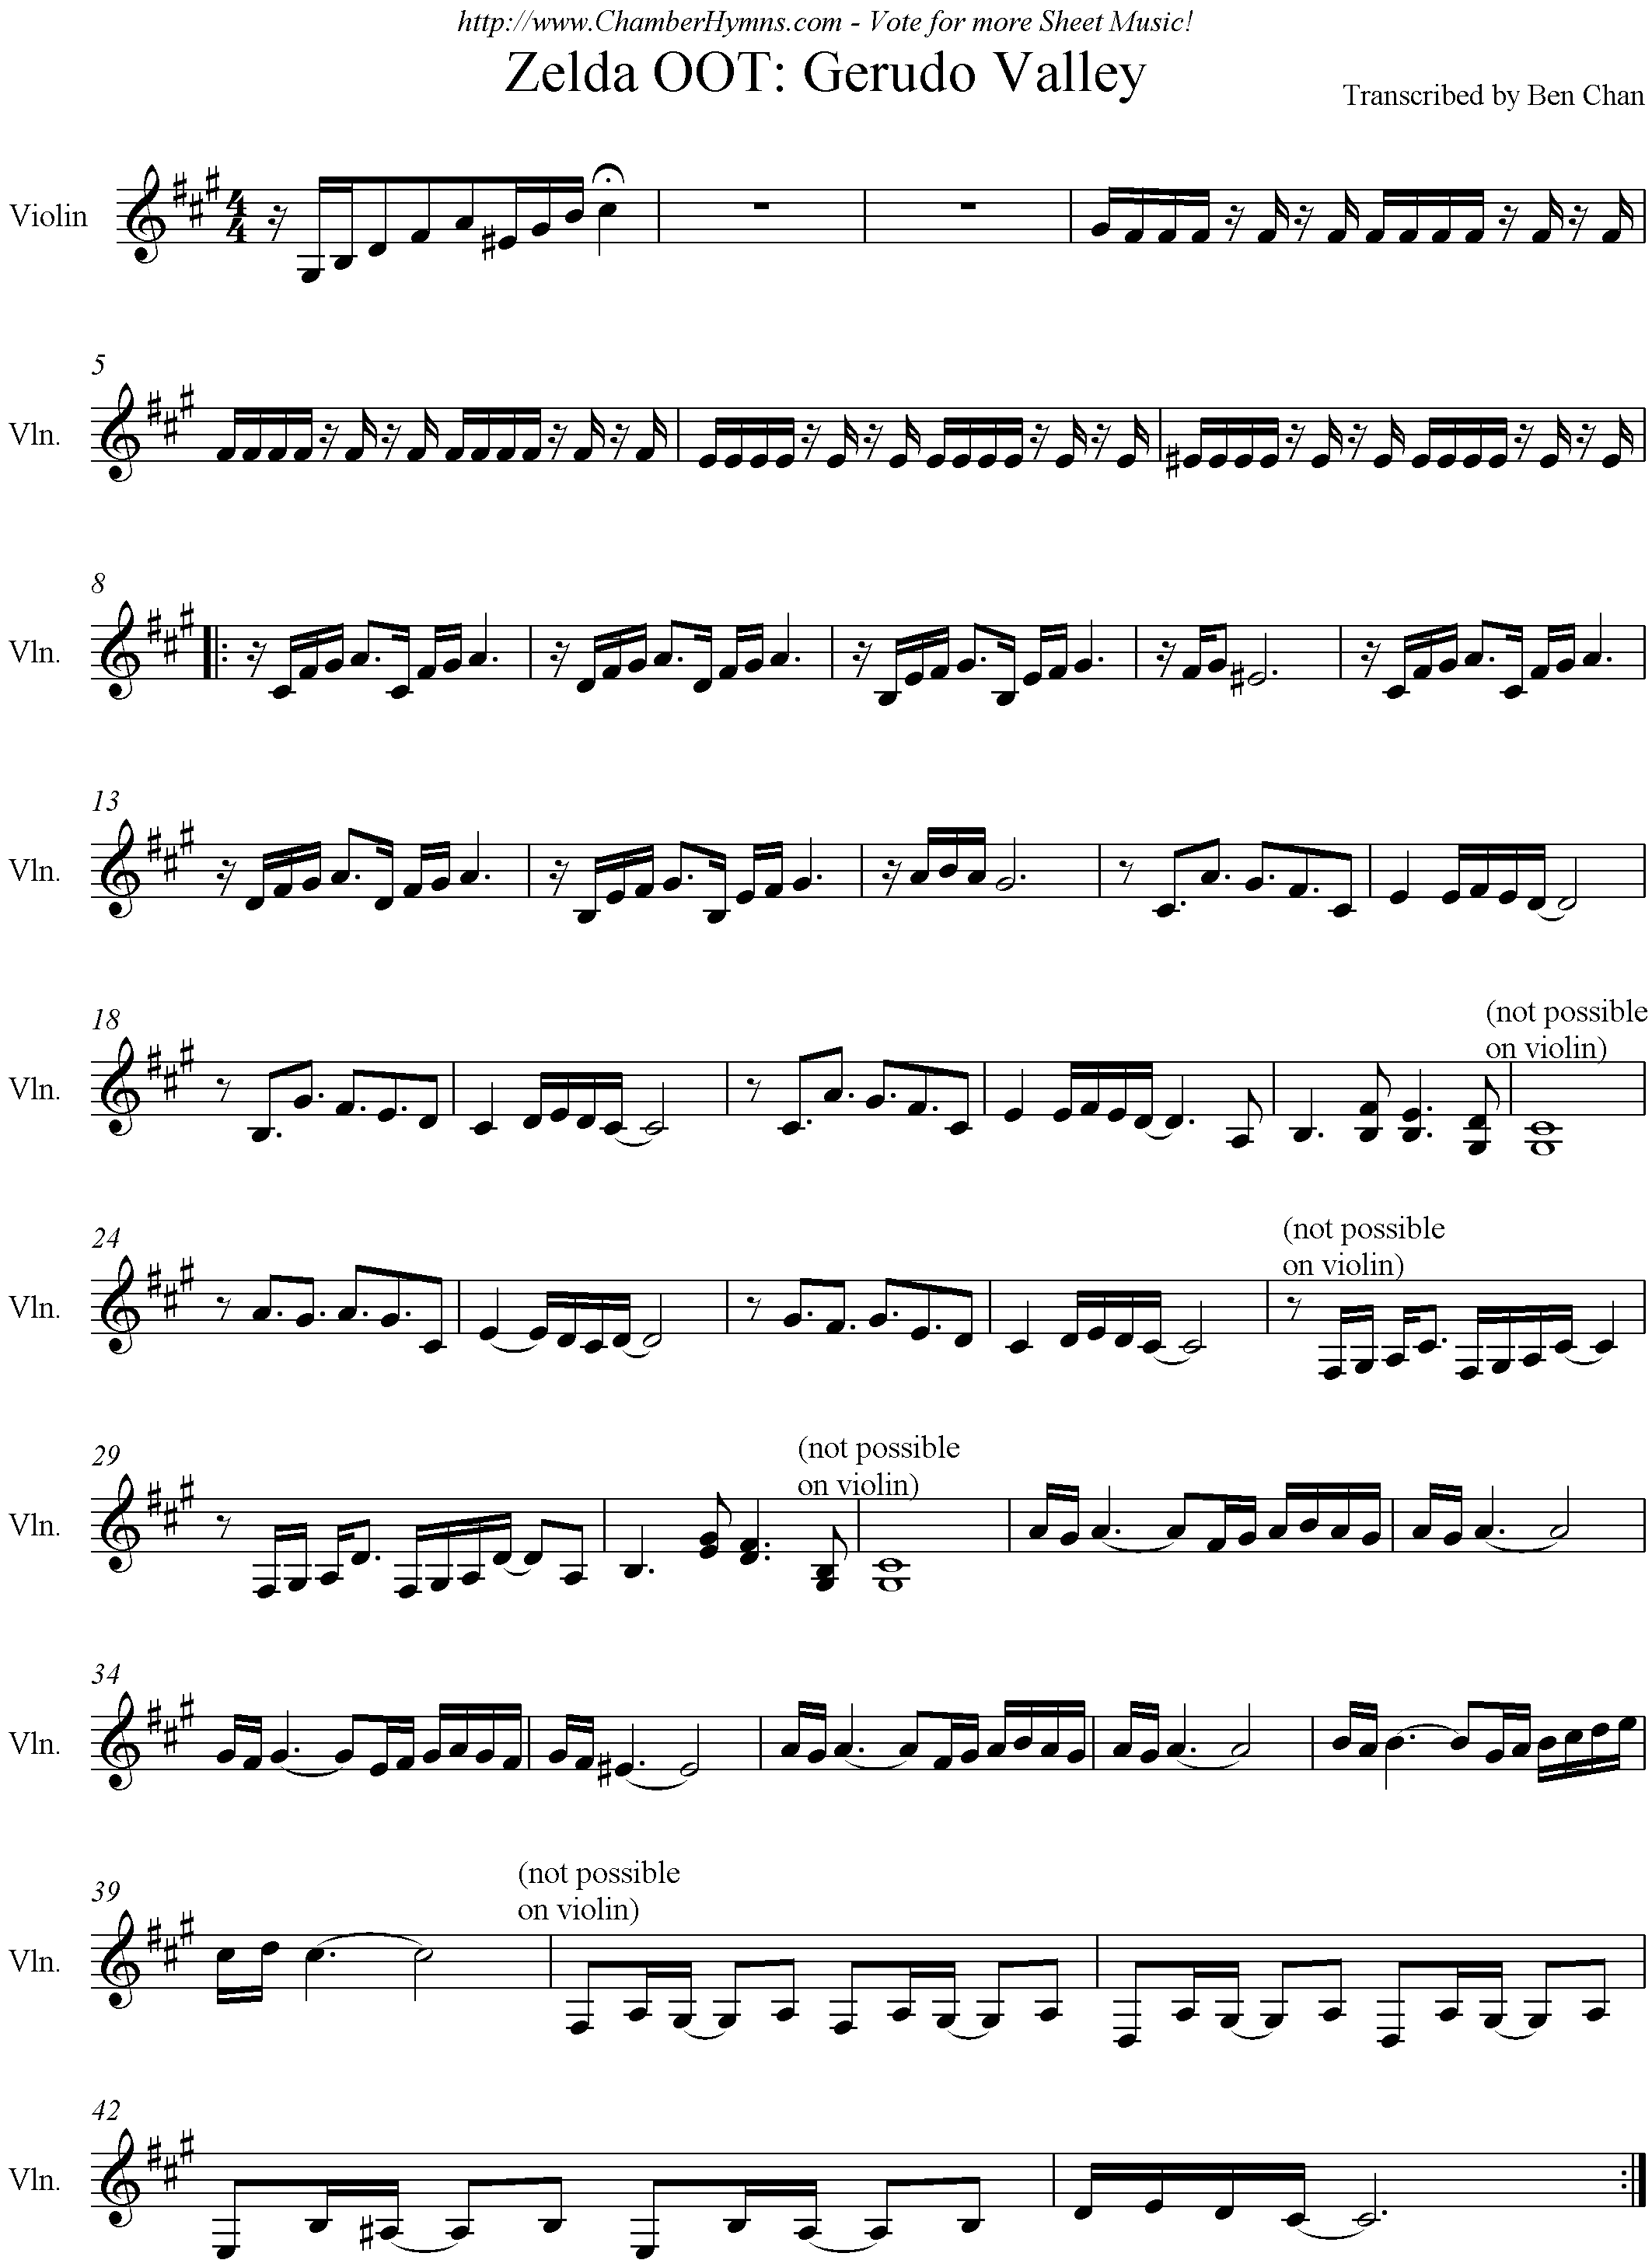 http://www.ChamberHymns.com - Vote for more Sheet Music!
Zelda OOT: Gerudo Valley
Transcribed by Ben Chan
Violin
4
4
5
Vln.
8
Vln.
13
Vln.
18
(not possible
on violin)
Vln.
24
(not possible
on violin)
Vln.
29
(not possible
on violin)
Vln.
34
Vln.
39
(not possible
on violin)
Vln.
42
Vln.